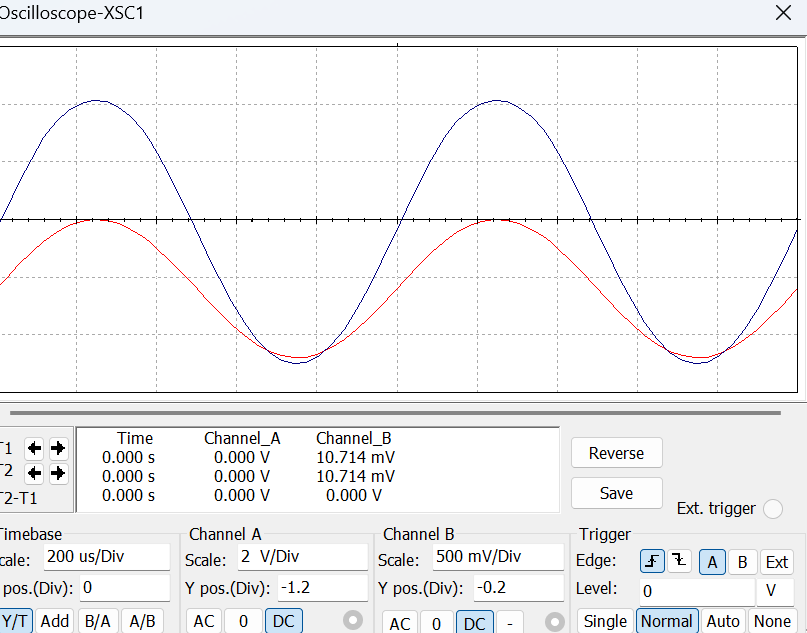 Oscilloscope-XSC1
Time Channel_A Channel_B
T1 0.000 s 0.000 V 10.714 mV
T2 0.000 s 0.000 V 10.714 mV
T2-T1 0.000 s 0.000 V 0.000 V
Reverse
Save
Ext. trigger
Timebase
Scale: 200 us/Div
pos.(Div): 0
Y/T Add B/A A/B
Channel A
Scale: 2 V/Div
Y pos.(Div): -1.2
AC 0 DC
Channel B
Scale: 500 mV/Div
Y pos.(Div): -0.2
AC 0 DC -
Trigger
Edge: A B Ext
Level: 0 V
Single Normal Auto None